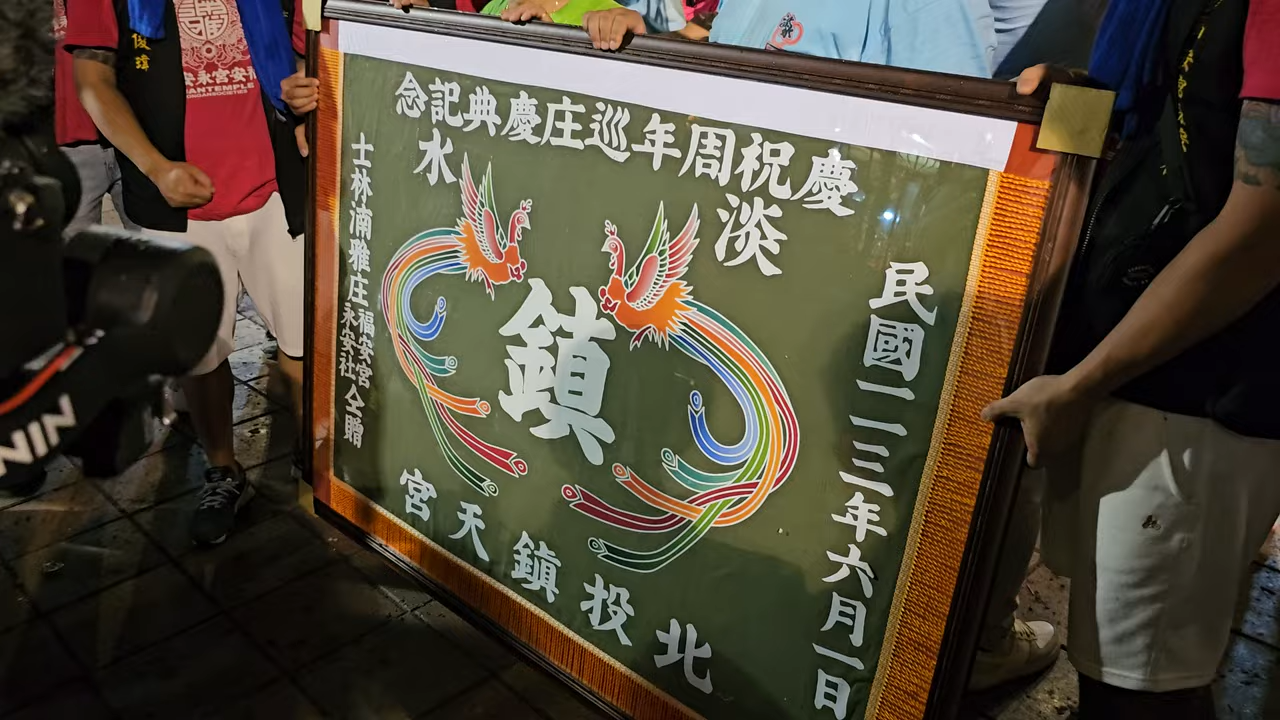 慶祝周年巡庄慶典記念
淡水
鎮
北投鎮天宮
民國一一三年六月一日
士林湳雅庄福安宮
永安社仝贈
俊瑋